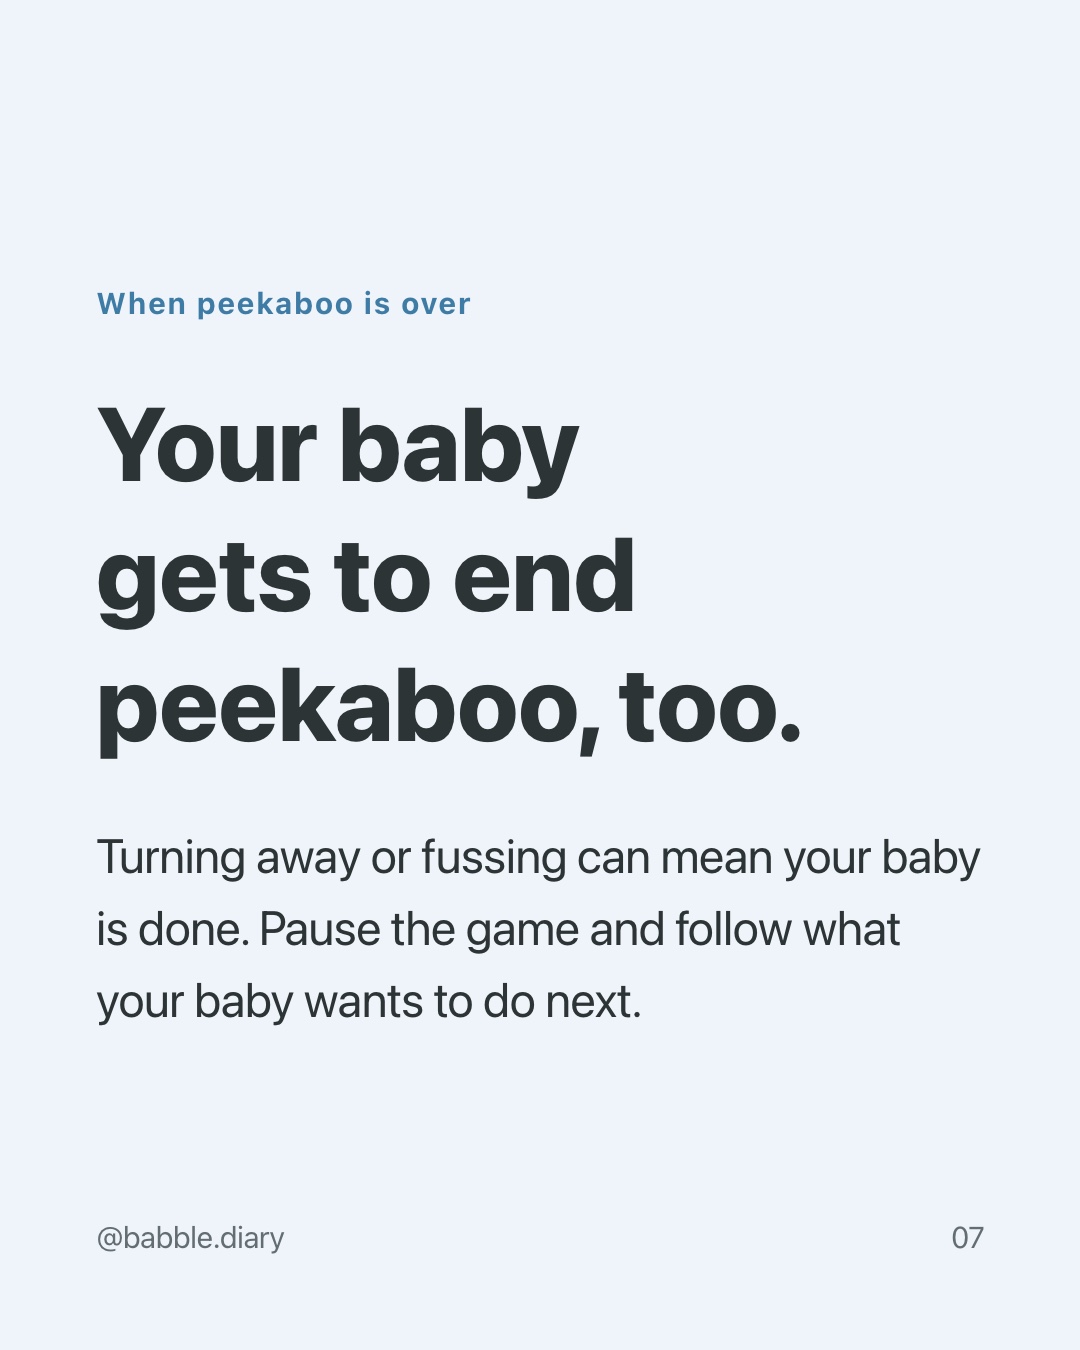 When peekaboo is over
Your baby
gets to end
peekaboo, too.
Turning away or fussing can mean your baby
is done. Pause the game and follow what
your baby wants to do next.
@babble.diary
07